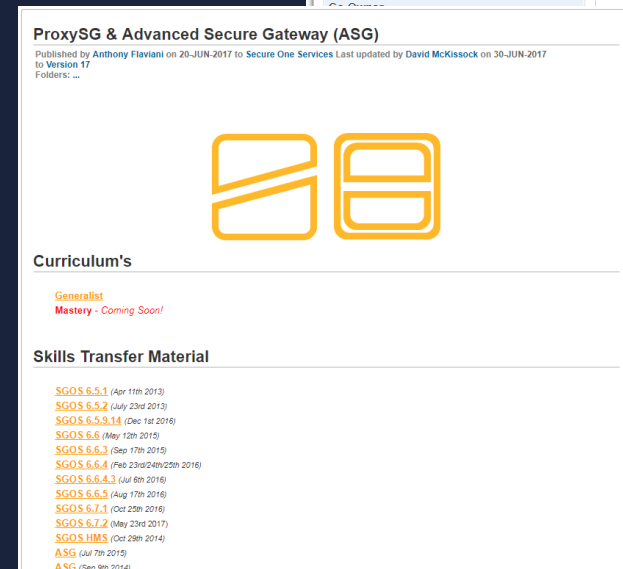 ProxySG & Advanced Secure Gateway (ASG)
Published by Anthony Flaviani on 20-JUN-2017 to Secure One Services Last updated by David McKissock on 30-JUN-2017
to Version 17
Folders: ...
Curriculum's
Generalist
Mastery - Coming Soon!
Skills Transfer Material
SGOS 6.5.1 (Apr 11th 2013)
SGOS 6.5.2 (July 23rd 2013)
SGOS 6.5.9.14 (Dec 1st 2016)
SGOS 6.6 (May 12th 2015)
SGOS 6.6.3 (Sep 17th 2015)
SGOS 6.6.4 (Feb 23rd/24th/25th 2016)
SGOS 6.6.4.3 (Jul 6th 2016)
SGOS 6.6.5 (Aug 17th 2016)
SGOS 6.7.1 (Oct 25th 2016)
SGOS 6.7.2 (May 23rd 2017)
SGOS HMS (Oct 29th 2014)
ASG (Jul 7th 2015)
ASG (Sep 9th 2014)